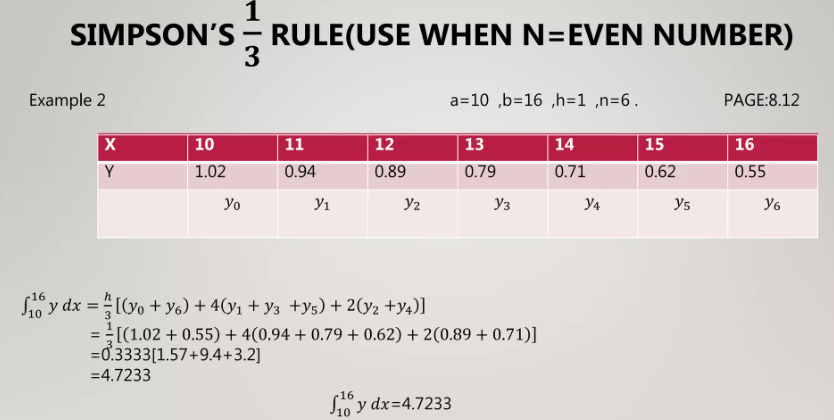 SIMPSON'S 1/3 RULE(USE WHEN N=EVEN NUMBER)
Example 2 a=10 ,b=16 ,h=1 ,n=6 . PAGE:8.12
X 10 11 12 13 14 15 16
Y 1.02 0.94 0.89 0.79 0.71 0.62 0.55
y₀ y₁ y₂ y₃ y₄ y₅ y₆
∫₁₀¹⁶ y dx = h/3 [(y₀ + y₆) + 4(y₁ + y₃ +y₅) + 2(y₂ +y₄)]
= 1/3 [(1.02 + 0.55) + 4(0.94 + 0.79 + 0.62) + 2(0.89 + 0.71)]
=0.3333[1.57+9.4+3.2]
=4.7233
∫₁₀¹⁶ y dx=4.7233